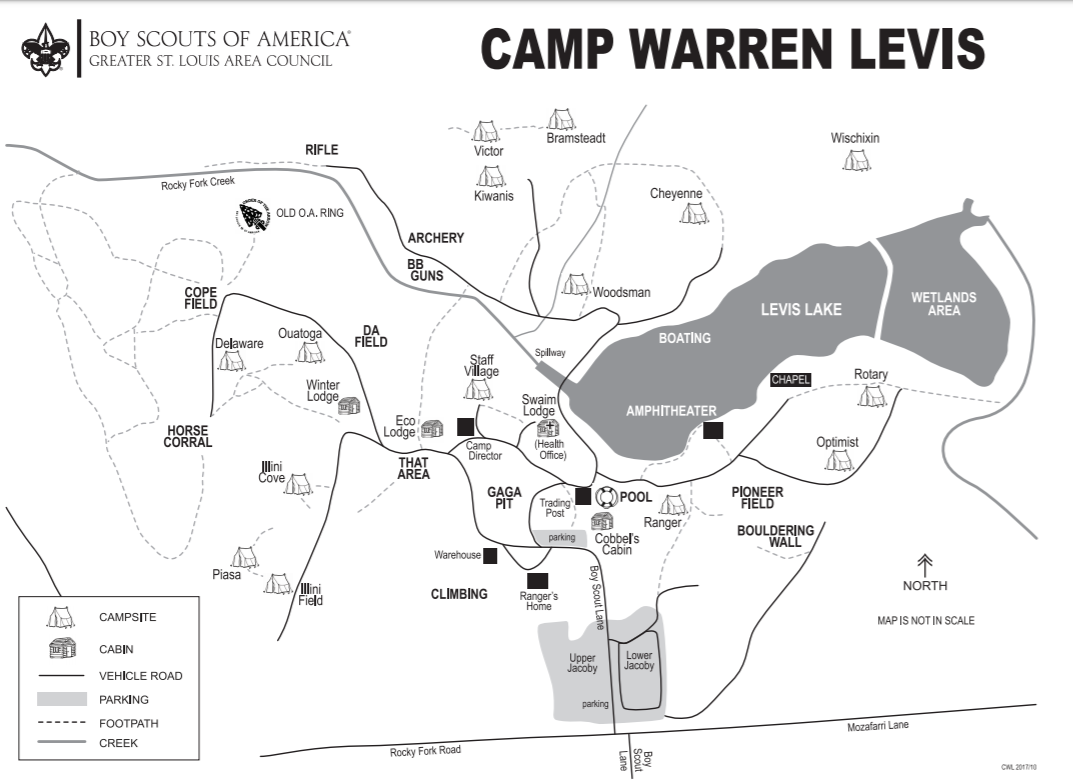 BOY SCOUTS OF AMERICA®
GREATER ST. LOUIS AREA COUNCIL
CAMP WARREN LEVIS
Bramsteadt
Victor
Wischixin
RIFLE
Rocky Fork Creek
Kiwanis
Cheyenne
OLD O.A. RING
ARCHERY
BB
GUNS
COPE
FIELD
Woodsman
LEVIS LAKE
WETLANDS
AREA
DA
FIELD
Ouatoga
Delaware
BOATING
Spillway
Staff
Village
CHAPEL
Rotary
Winter
Lodge
Swaim
Lodge
(Health
Office)
AMPHITHEATER
Eco
Lodge
HORSE
CORRAL
Camp
Director
Optimist
THAT
AREA
Illini
Cove
GAGA
PIT
Trading
Post
POOL
Ranger
PIONEER
FIELD
BOULDERING
WALL
parking
Cobbel's
Cabin
Warehouse
Piasa
Illini
Field
CLIMBING
Ranger's
Home
Boy Scout Lane
NORTH
MAP IS NOT IN SCALE
CAMPSITE
CABIN
VEHICLE ROAD
PARKING
FOOTPATH
CREEK
Upper
Jacoby
Lower
Jacoby
parking
Rocky Fork Road
Mozafarri Lane
Boy
Scout
Lane
CWL 2017/10